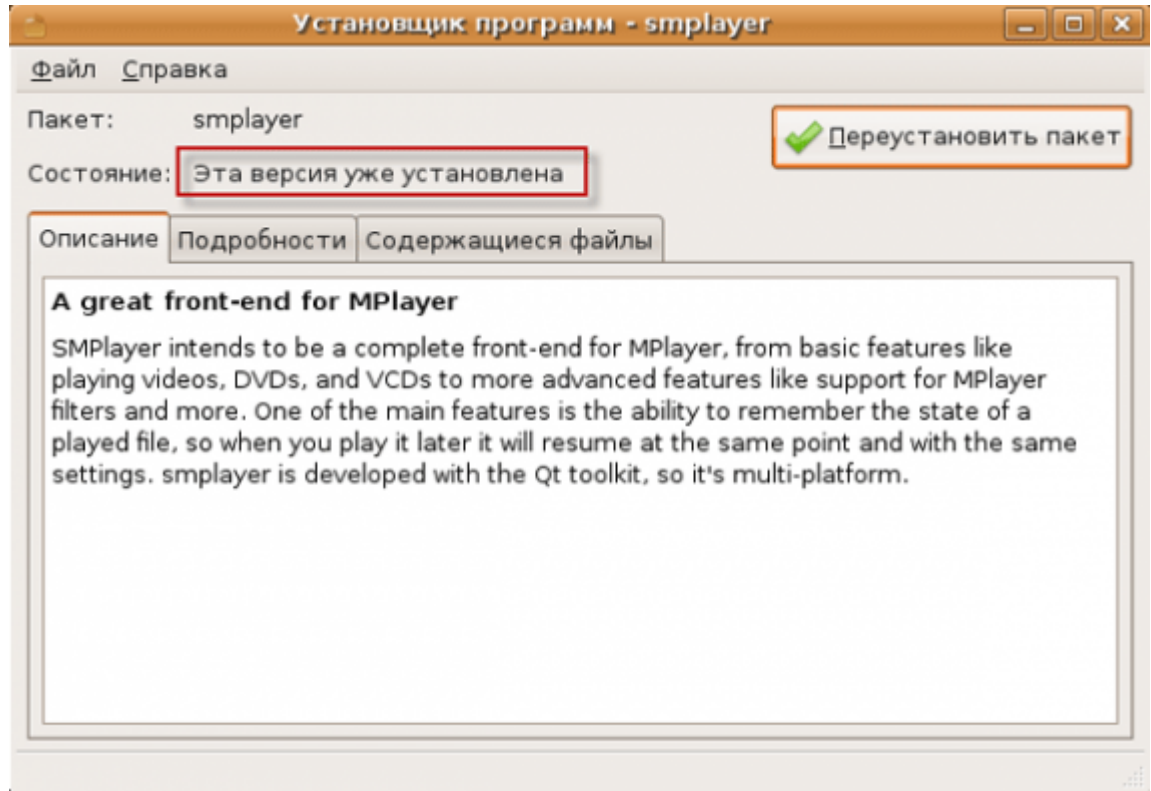 Установщик программ - smplayer
Файл Справка
Пакет: smplayer
Переустановить пакет
Состояние: Эта версия уже установлена
Описание Подробности Содержащиеся файлы
A great front-end for MPlayer
SMPlayer intends to be a complete front-end for MPlayer, from basic features like
playing videos, DVDs, and VCDs to more advanced features like support for MPlayer
filters and more. One of the main features is the ability to remember the state of a
played file, so when you play it later it will resume at the same point and with the same
settings. smplayer is developed with the Qt toolkit, so it's multi-platform.